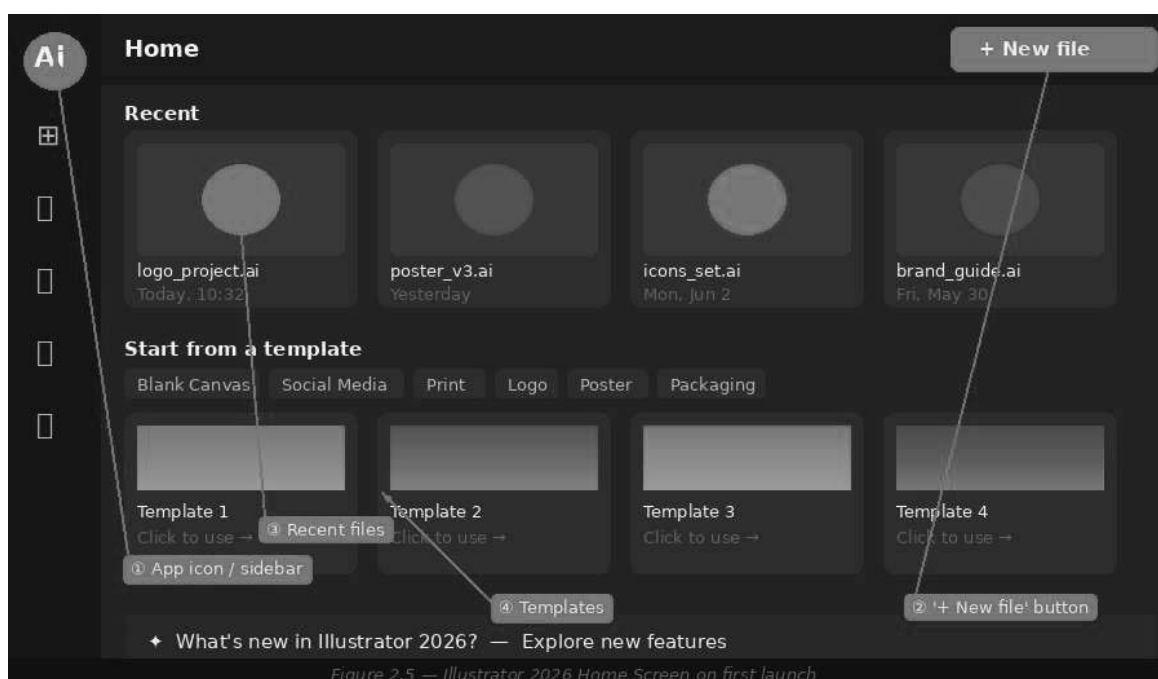 Ai
Home
+ New file
Recent
logo_project.ai
Today, 10:32
poster_v3.ai
Yesterday
icons_set.ai
Mon, Jun 2
brand_guide.ai
Fri, May 30
Start from a template
Blank Canvas
Social Media
Print
Logo
Poster
Packaging
Template 1
Click to use →
Template 2
Click to use →
Template 3
Click to use →
Template 4
Click to use →
③ Recent files
① App icon / sidebar
④ Templates
② '+ New file' button
✦ What's new in Illustrator 2026? — Explore new features
Figure 2.5 — Illustrator 2026 Home Screen on first launch